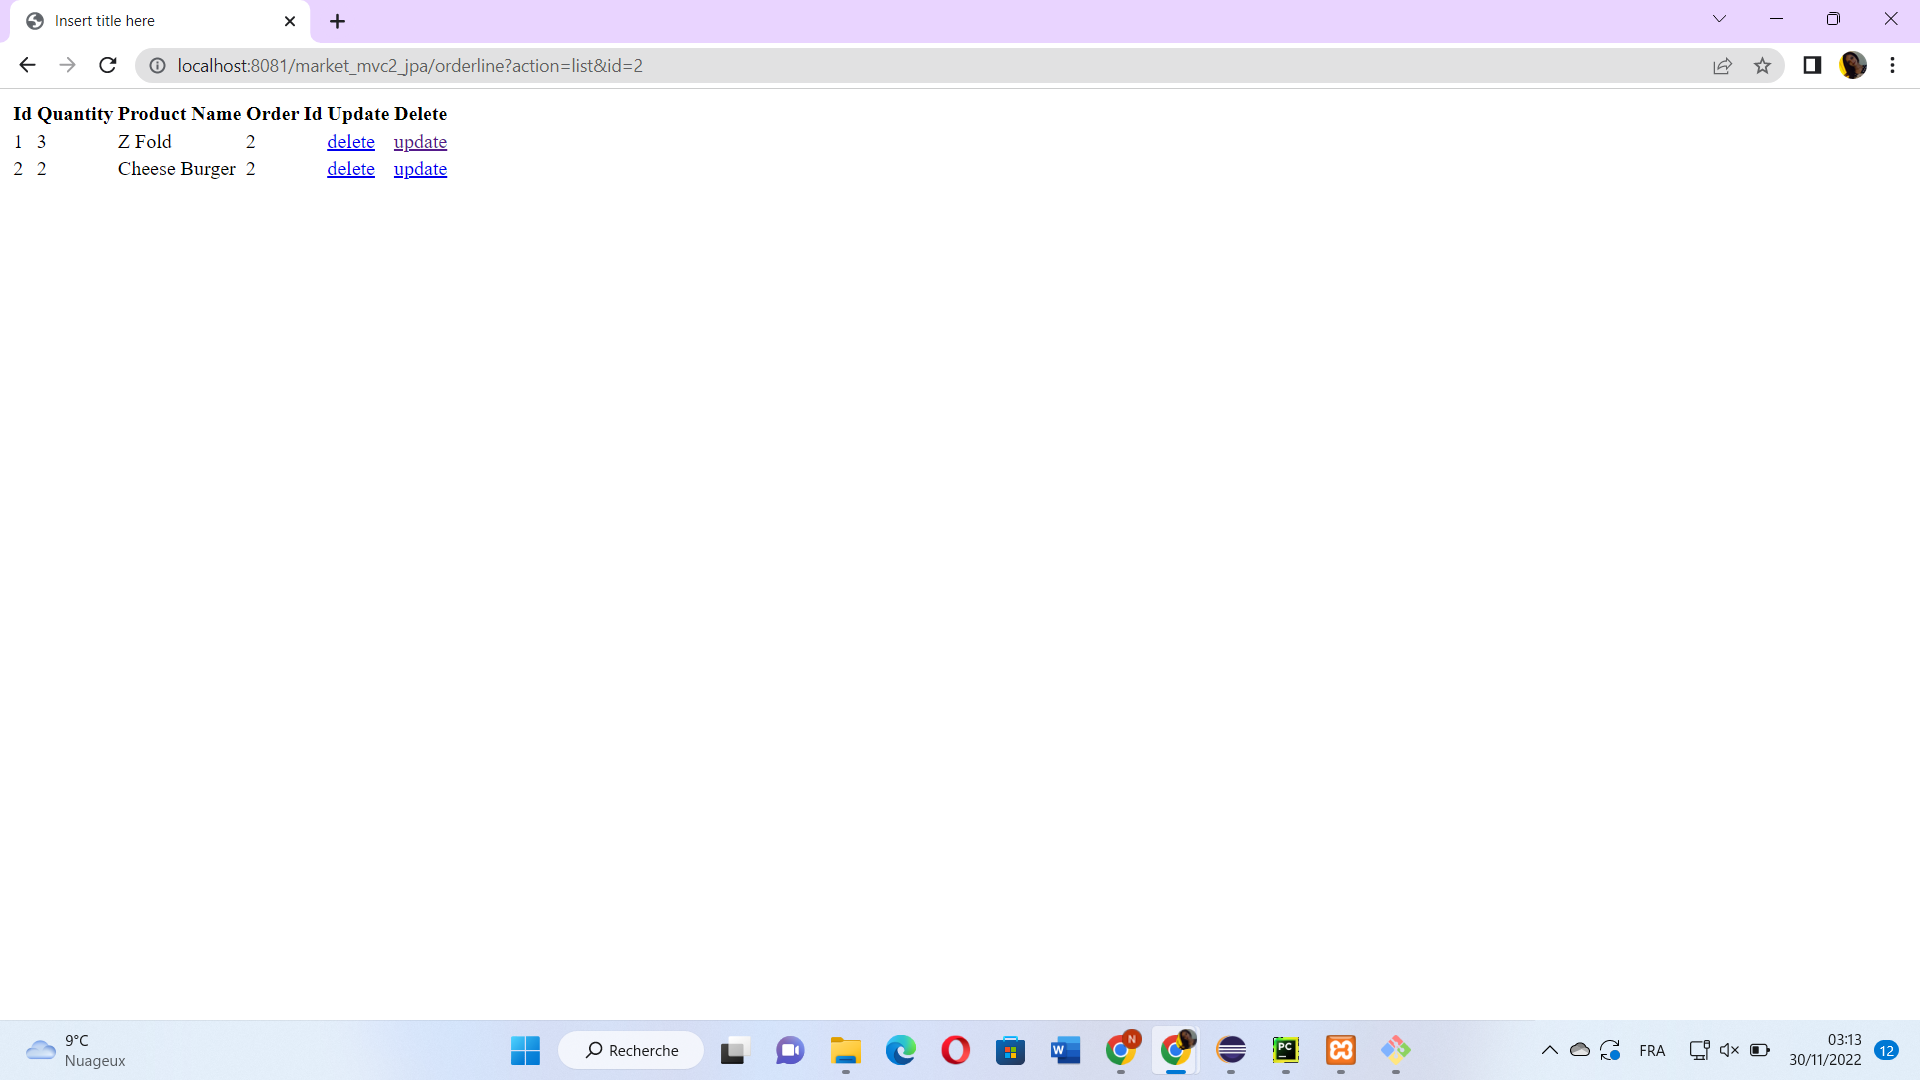 Insert title here
localhost:8081/market_mvc2_jpa/orderline?action=list&id=2
Id Quantity Product Name Order Id Update Delete
1 3 Z Fold 2 delete update
2 2 Cheese Burger 2 delete update
9°C
Nuageux
Recherche
W
N
PC
FRA
03:13
30/11/2022
12